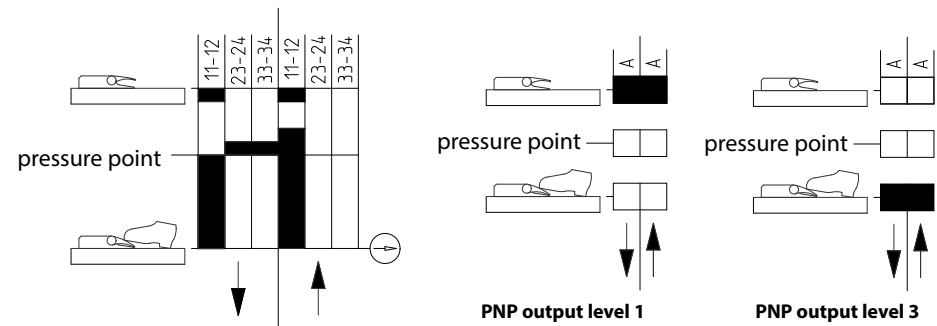 11-12
23-24
33-34
11-12
23-24
33-34
pressure point
A
A
pressure point
PNP output level 1
A
A
pressure point
PNP output level 3